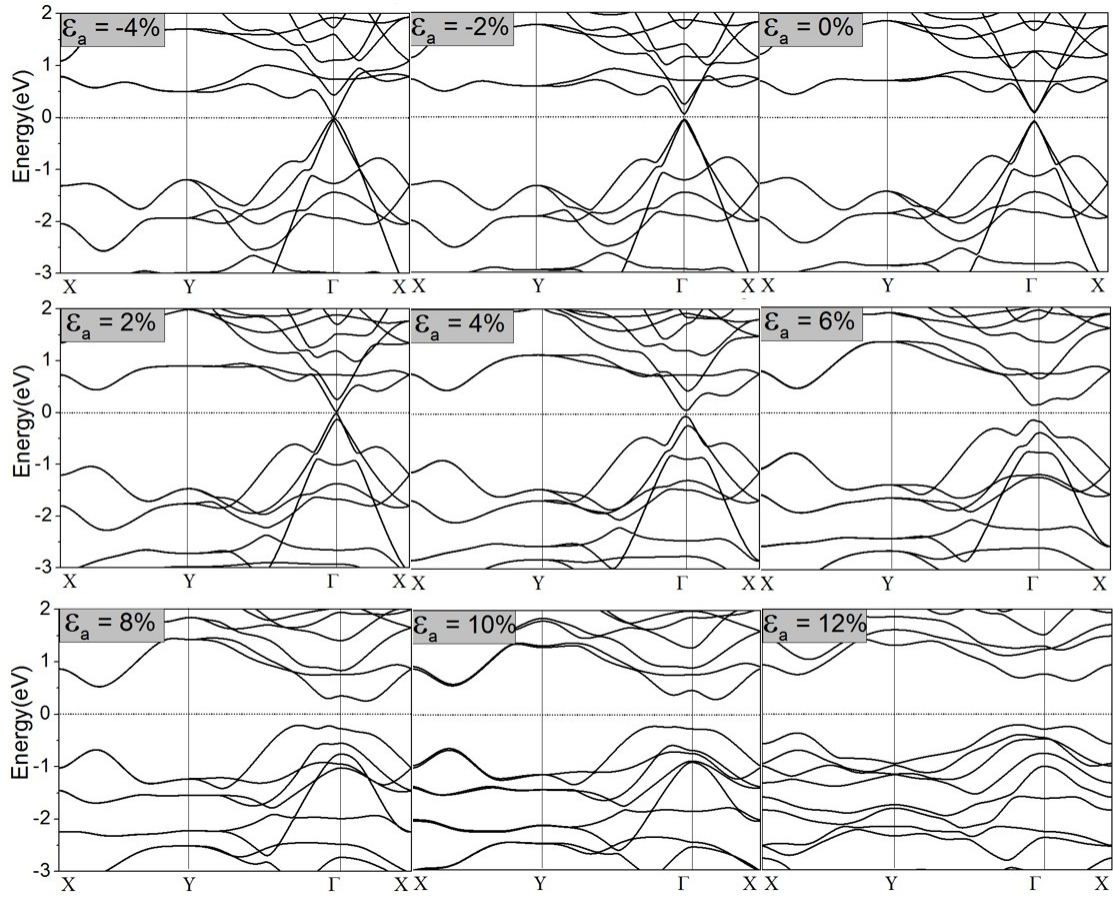 εa = -4% εa = -2% εa = 0%
Energy(eV)
2
1
0
-1
-2
-3
X Y Γ X Y Γ X Y Γ X
εa = 2% εa = 4% εa = 6%
Energy(eV)
2
1
0
-1
-2
-3
X Y Γ X X Y Γ X X Y Γ X
εa = 8% εa = 10% εa = 12%
Energy(eV)
2
1
0
-1
-2
-3
X Y Γ X X Y Γ X X Y Γ X